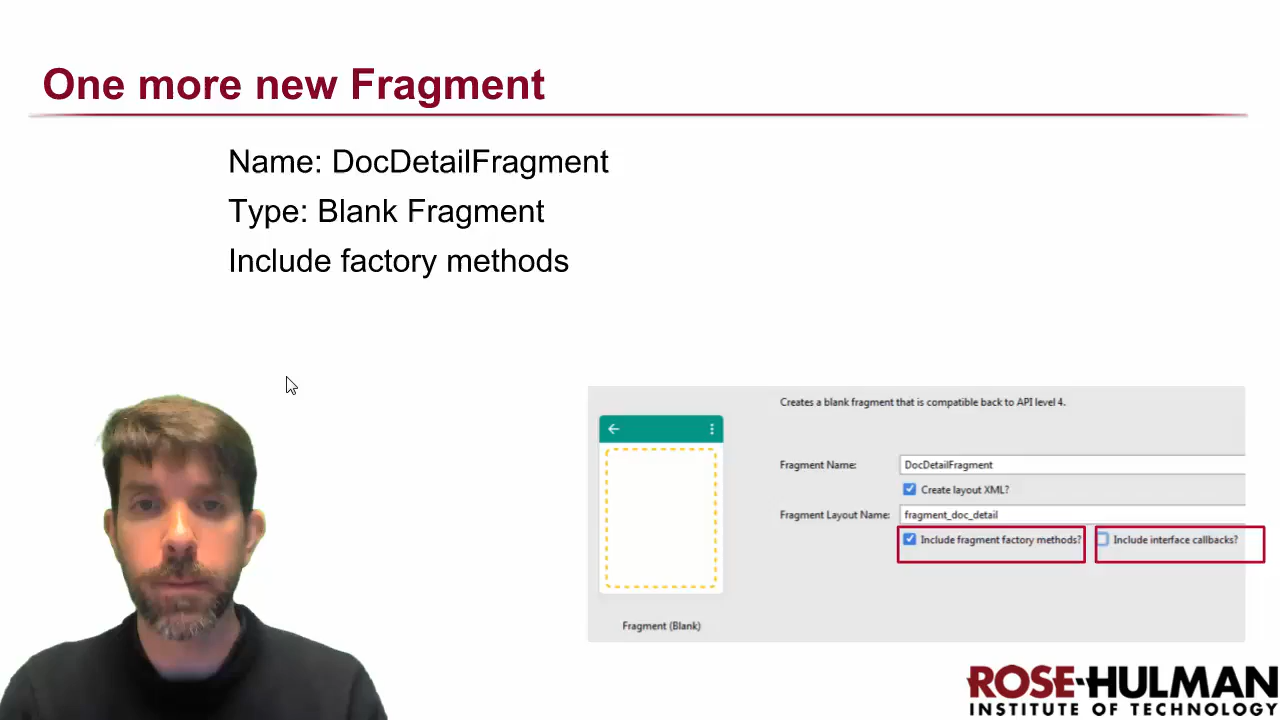 One more new Fragment
Name: DocDetailFragment
Type: Blank Fragment
Include factory methods
Creates a blank fragment that is compatible back to API level 4.
Fragment Name: DocDetailFragment
Create layout XML?
Fragment Layout Name: fragment_doc_detail
Include fragment factory methods? Include interface callbacks?
Fragment (Blank)
ROSE-HULMAN
INSTITUTE OF TECHNOLOGY